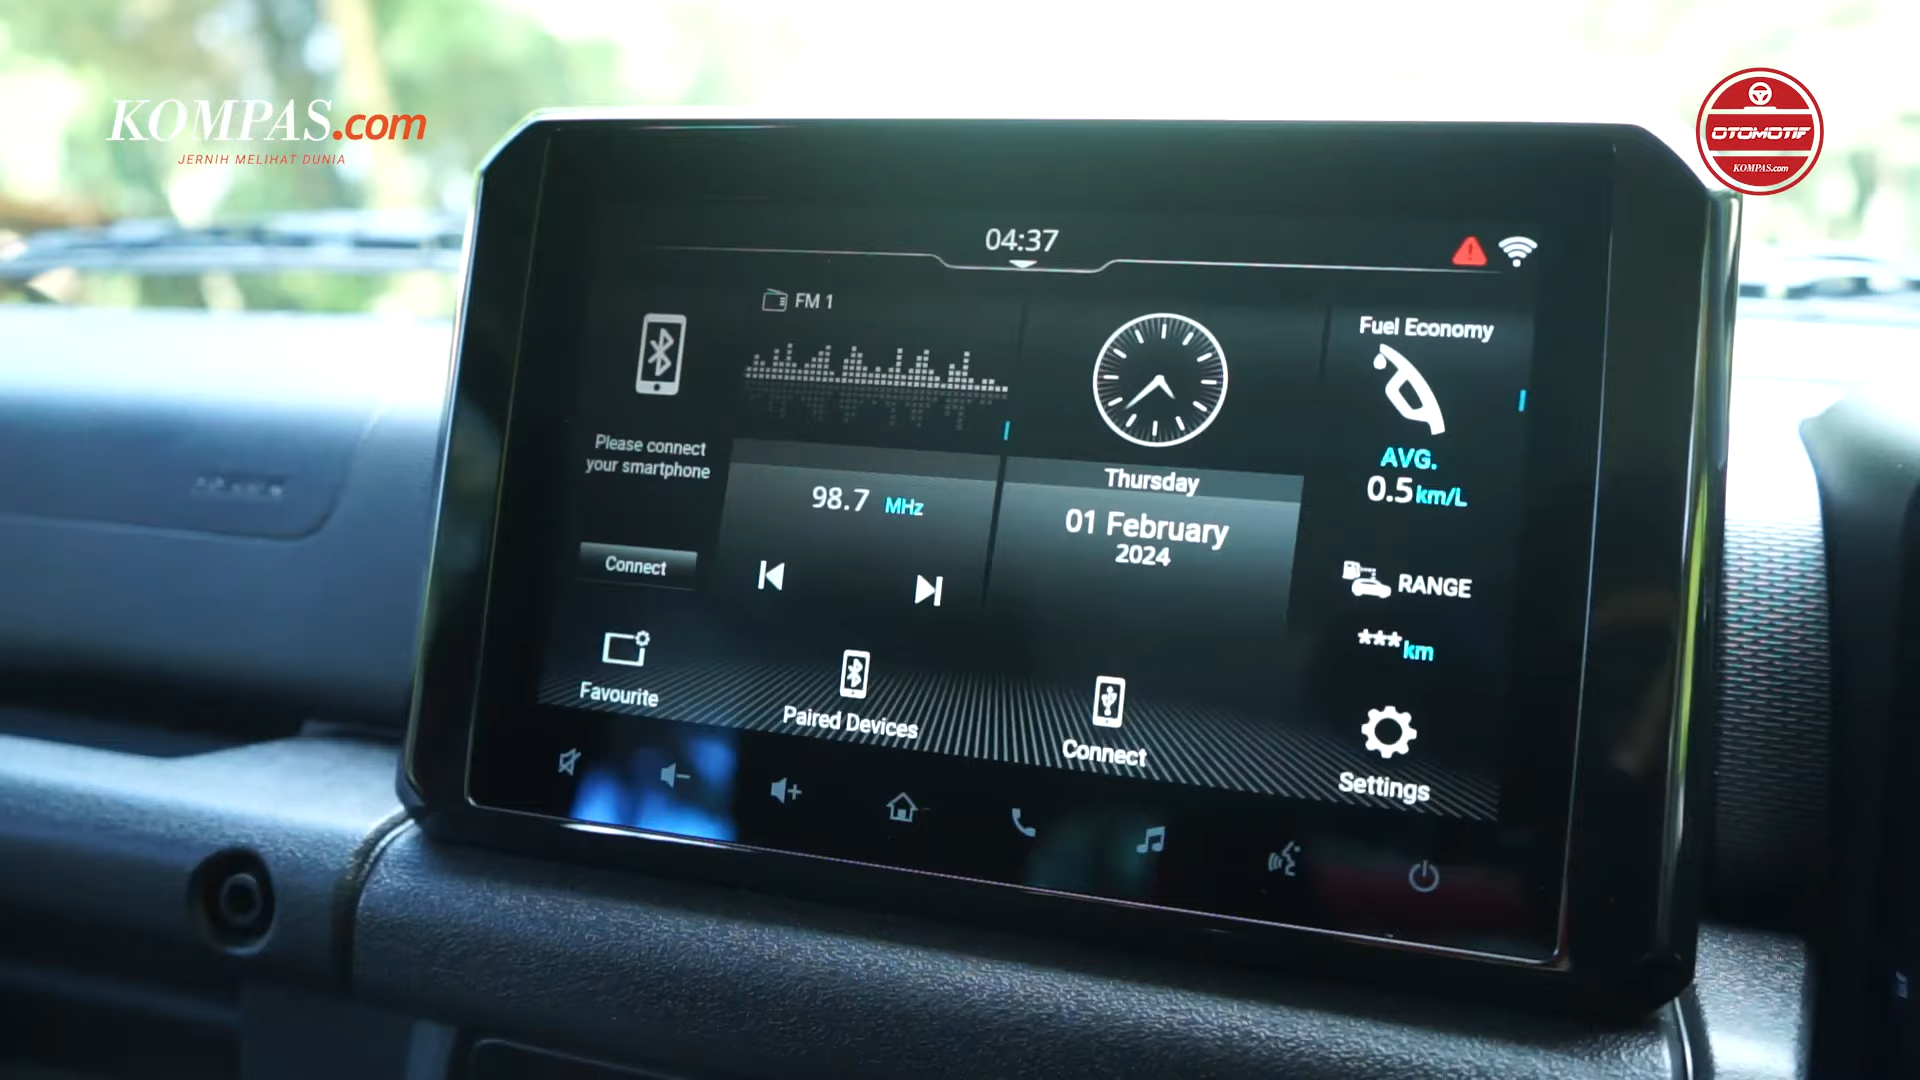 KOMPAS.com
JERNIH MELIHAT DUNIA
OTOMOTIF
KOMPAS.com
04:37
FM 1
Fuel Economy
Please connect
your smartphone
AVG.
0.5 km/L
Thursday
98.7 MHz
01 February
2024
Connect
RANGE
*** km
Favourite
Paired Devices
Connect
Settings